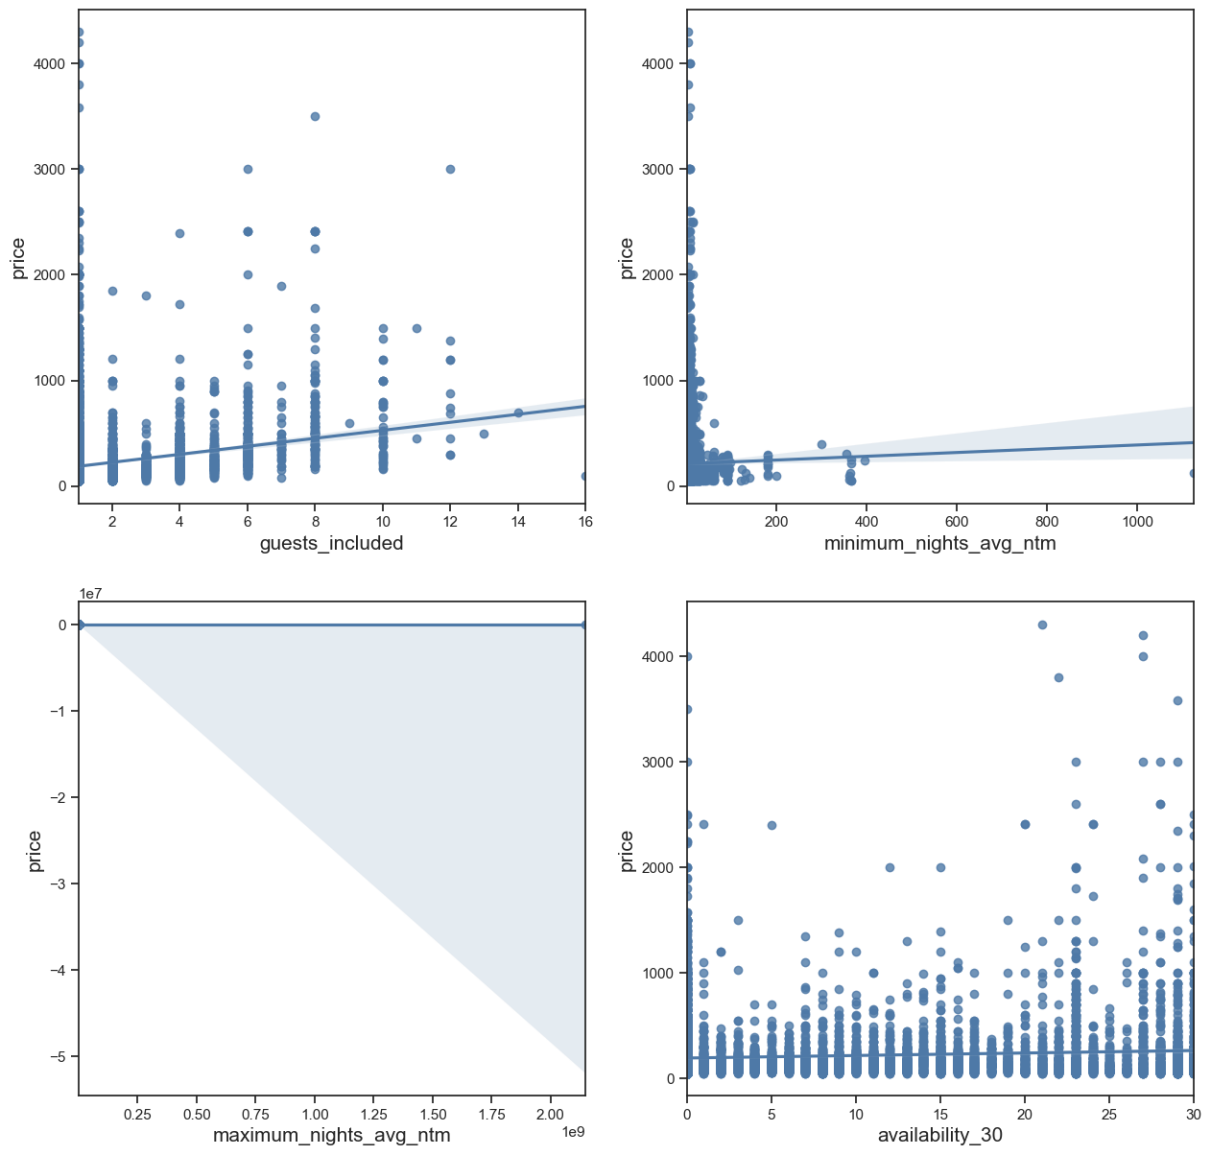 4000
3000
2000
1000
0
price
2 4 6 8 10 12 14 16
guests_included
4000
3000
2000
1000
0
price
200 400 600 800 1000
minimum_nights_avg_ntm
1e7
0
−1
−2
−3
−4
−5
price
0.25 0.50 0.75 1.00 1.25 1.50 1.75 2.00
1e9
maximum_nights_avg_ntm
4000
3000
2000
1000
0
price
0 5 10 15 20 25 30
availability_30